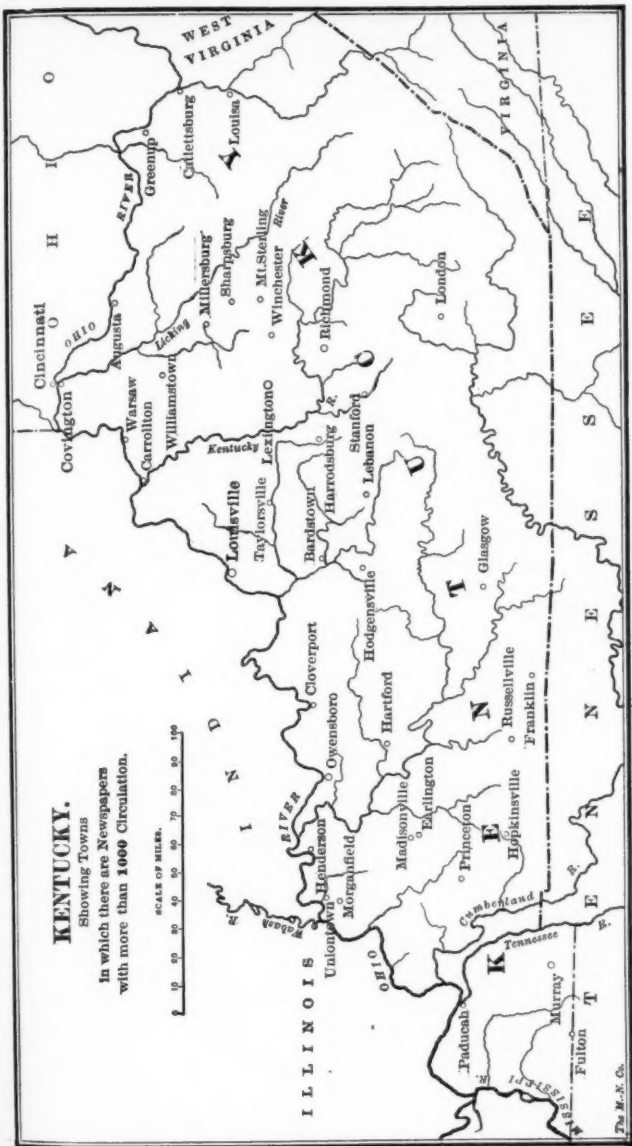 KENTUCKY.
Showing Towns
in which there are Newspapers
with more than 1000 Circulation.
SCALE OF MILES.
0 10 20 30 40 50 60 70 80 90 100
OHIO
INDIANA
ILLINOIS
WEST
VIRGINIA
VIRGINIA
TENNESSEE
KENTUCKY
Cincinnati
Covington
OHIO
RIVER
Augusta
Greenup
Catlettsburg
Louisa
Warsaw
Carrollton
Williamstown
Licking
River
Millersburg
Sharpsburg
Mt.Sterling
Winchester
Lexington
Kentucky
R.
Richmond
London
Louisville
Taylorsville
Bardstown
Harrodsburg
Stanford
Lebanon
Hodgensville
Glasgow
Cloverport
Owensboro
Hartford
RIVER
Henderson
Uniontown
Morganfield
Wabash
R.
OHIO
Madisonville
Earlington
Princeton
Hopkinsville
Russellville
Franklin
Cumberland
R.
Tennessee
R.
Paducah
Murray
Fulton
MISSISSIPPI
R.
The M.-N. Co.